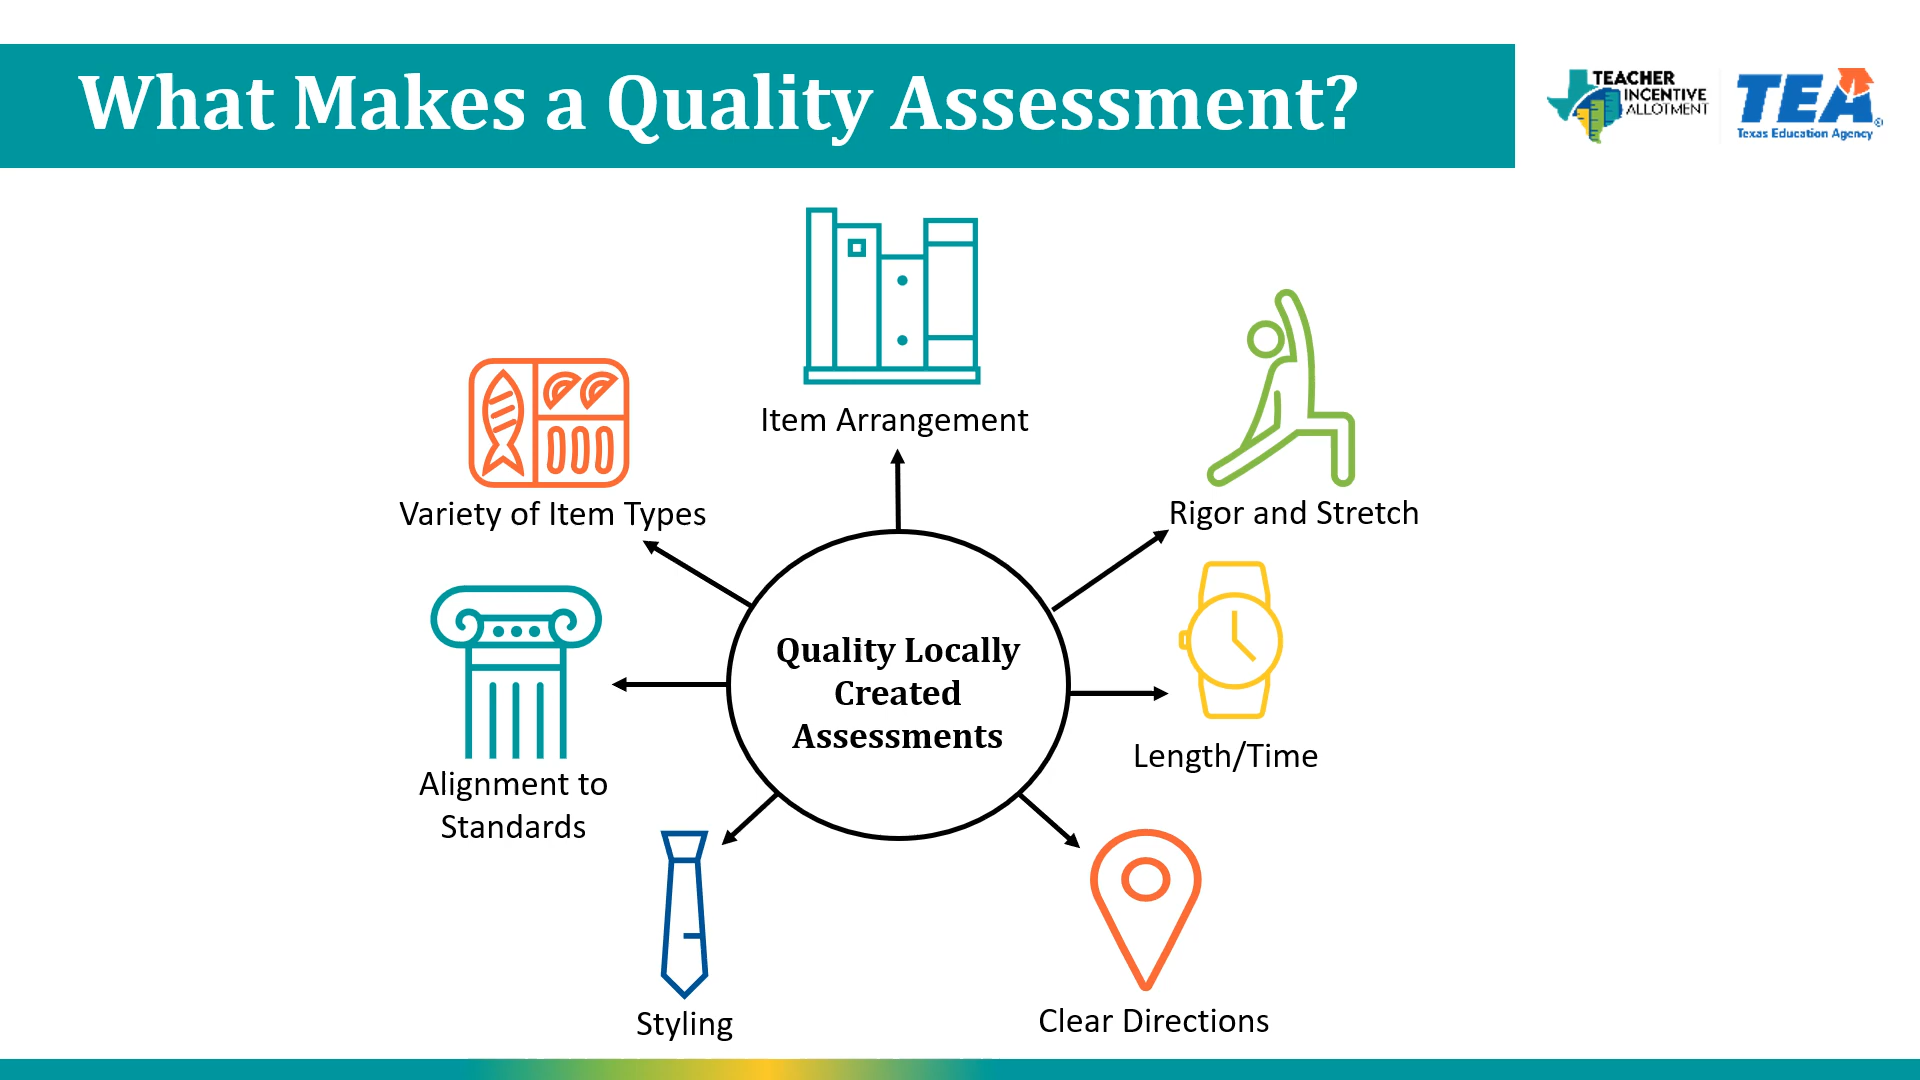 What Makes a Quality Assessment?
TEACHER
INCENTIVE
ALLOTMENT
TEA
®
Texas Education Agency
Item Arrangement
Variety of Item Types
Rigor and Stretch
Quality Locally
Created
Assessments
Length/Time
Alignment to
Standards
Styling
Clear Directions